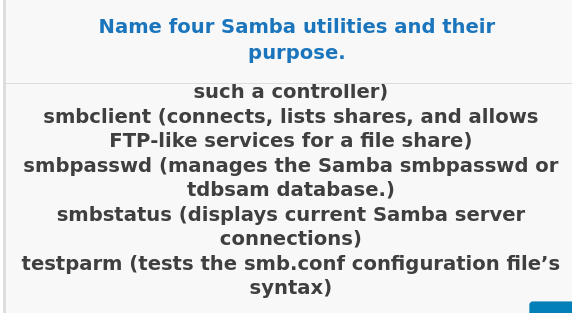 Name four Samba utilities and their
purpose.
such a controller)
smbclient (connects, lists shares, and allows
FTP-like services for a file share)
smbpasswd (manages the Samba smbpasswd or
tdbsam database.)
smbstatus (displays current Samba server
connections)
testparm (tests the smb.conf configuration file’s
syntax)